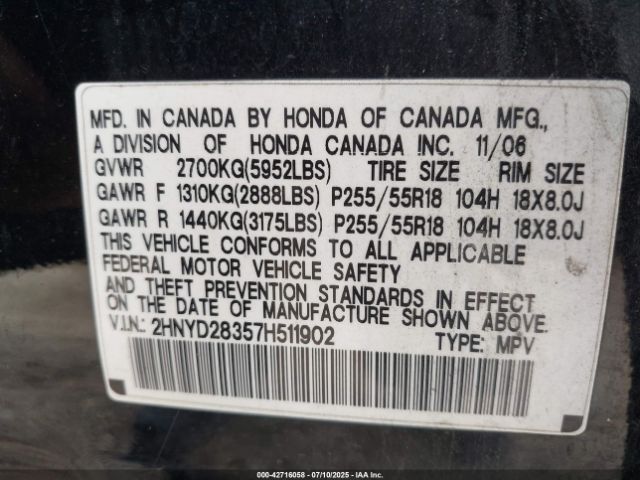 MFD. IN CANADA BY HONDA OF CANADA MFG.,
A DIVISION OF HONDA CANADA INC. 11/06
GVWR 2700KG(5952LBS) TIRE SIZE RIM SIZE
GAWR F 1310KG(2888LBS) P255/55R18 104H 18X8.0J
GAWR R 1440KG(3175LBS) P255/55R18 104H 18X8.0J
THIS VEHICLE CONFORMS TO ALL APPLICABLE
FEDERAL MOTOR VEHICLE SAFETY
AND THEFT PREVENTION STANDARDS IN EFFECT
ON THE DATE OF MANUFACTURE SHOWN ABOVE.
V.I.N.: 2HNYD28357H511902 TYPE: MPV
000-42716058 - 07/10/2025 - IAA Inc.